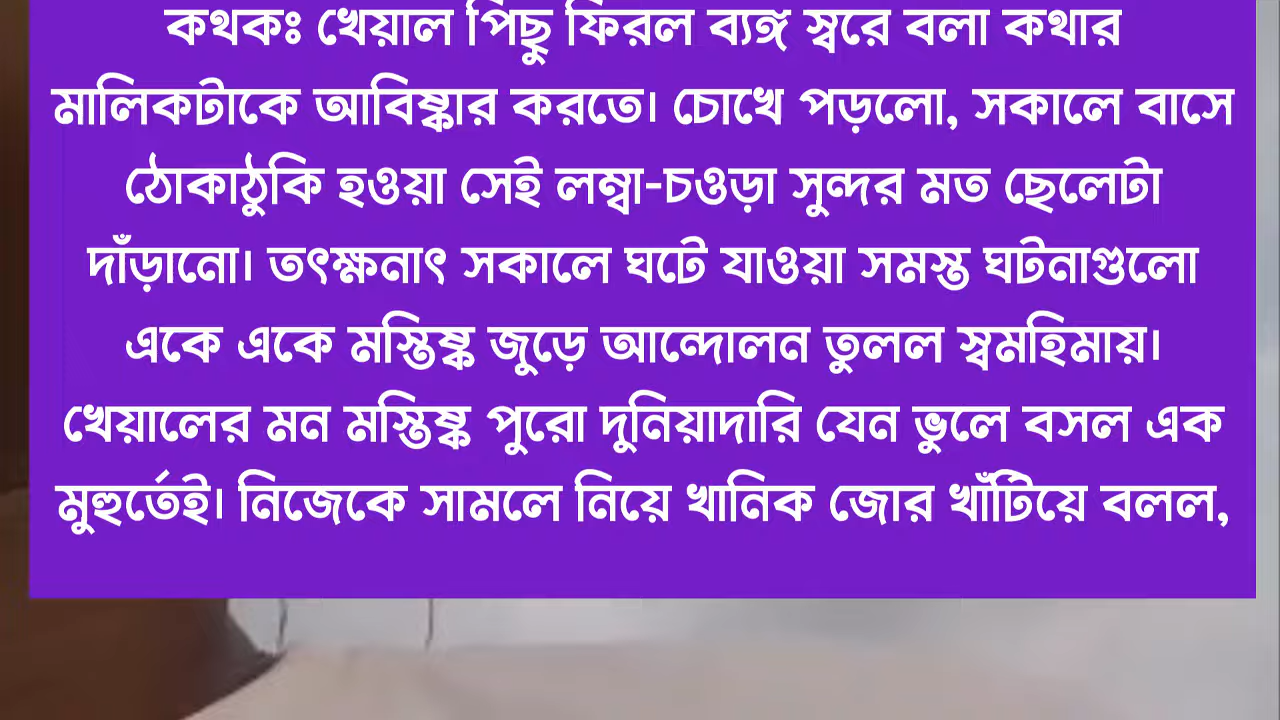 কথকঃ খেয়াল পিছু ফিরল ব্যঙ্গ স্বরে বলা কথার
মালিকটাকে আবিষ্কার করতে। চোখে পড়লো, সকালে বাসে
ঠোকাঠুকি হওয়া সেই লম্বা-চওড়া সুন্দর মত ছেলেটা
দাঁড়ানো। তৎক্ষনাৎ সকালে ঘটে যাওয়া সমস্ত ঘটনাগুলো
একে একে মস্তিষ্ক জুড়ে আন্দোলন তুলল স্বমহিমায়।
খেয়ালের মন মস্তিষ্ক পুরো দুনিয়াদারি যেন ভুলে বসল এক
মুহুর্তেই। নিজেকে সামলে নিয়ে খানিক জোর খাঁটিয়ে বলল,